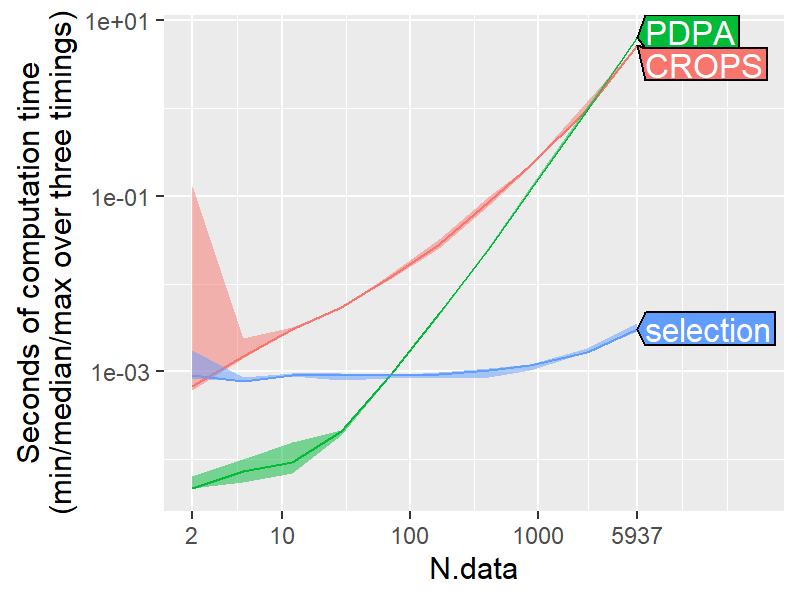 Seconds of computation time
(min/median/max over three timings)
1e+01
1e-01
1e-03
PDPA
CROPS
selection
2
10
100
1000
5937
N.data